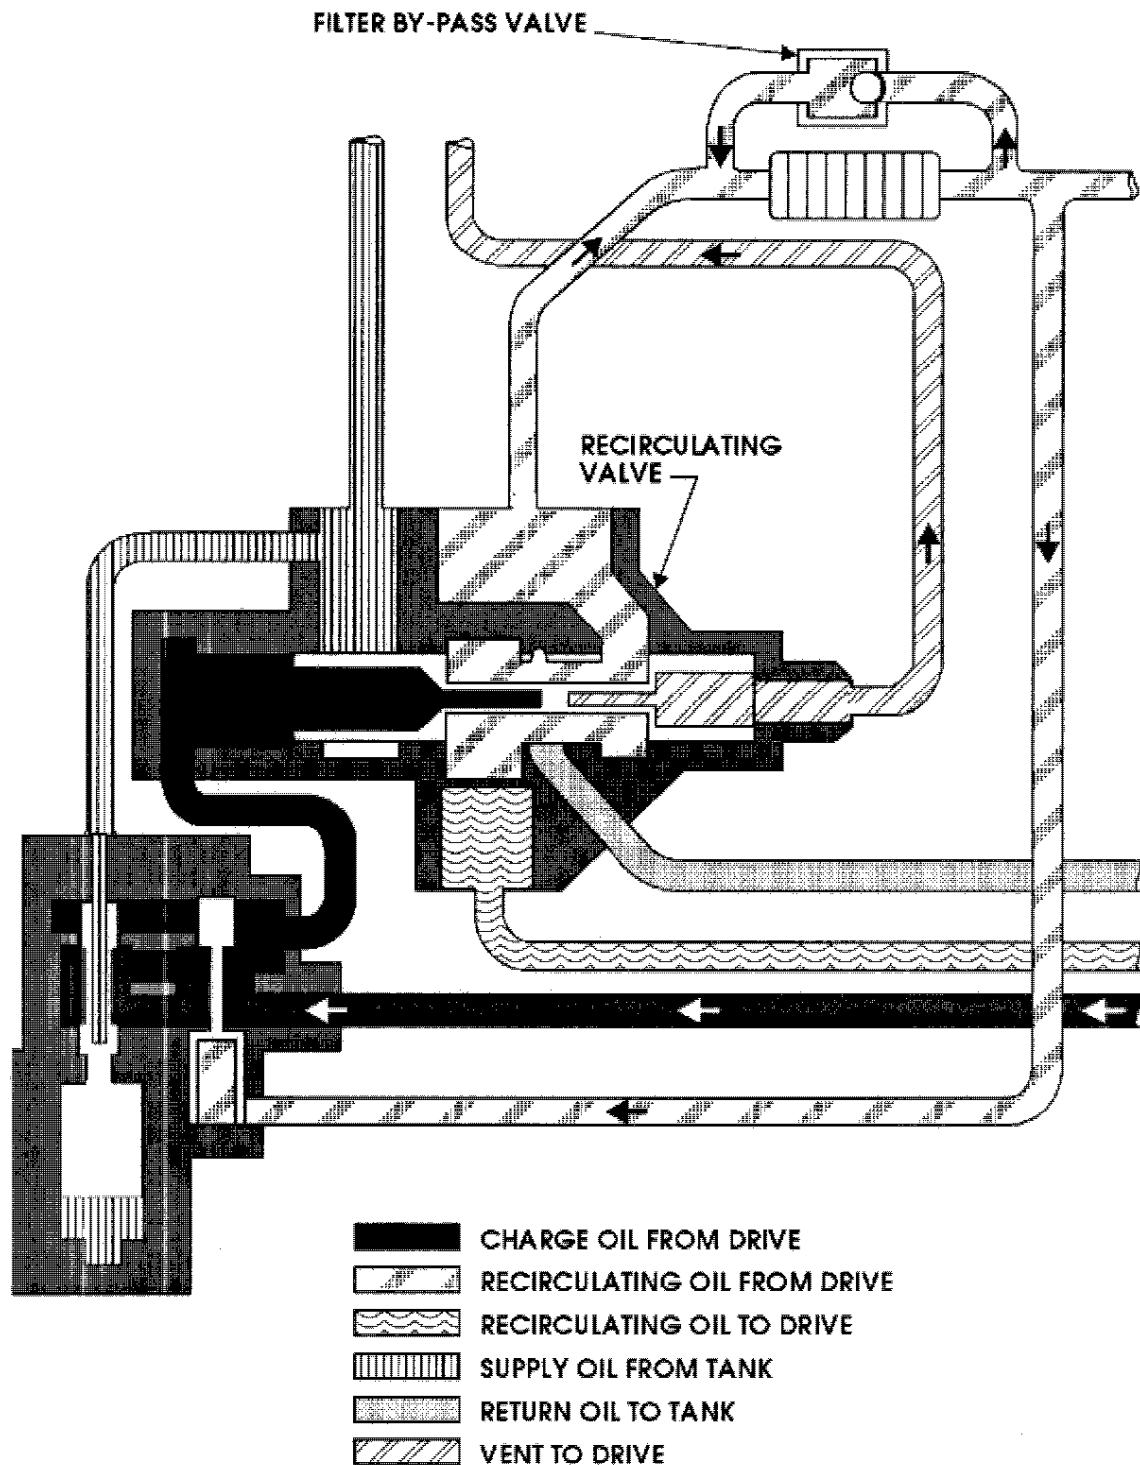 FILTER BY-PASS VALVE
RECIRCULATING
VALVE
CHARGE OIL FROM DRIVE
RECIRCULATING OIL FROM DRIVE
RECIRCULATING OIL TO DRIVE
SUPPLY OIL FROM TANK
RETURN OIL TO TANK
VENT TO DRIVE